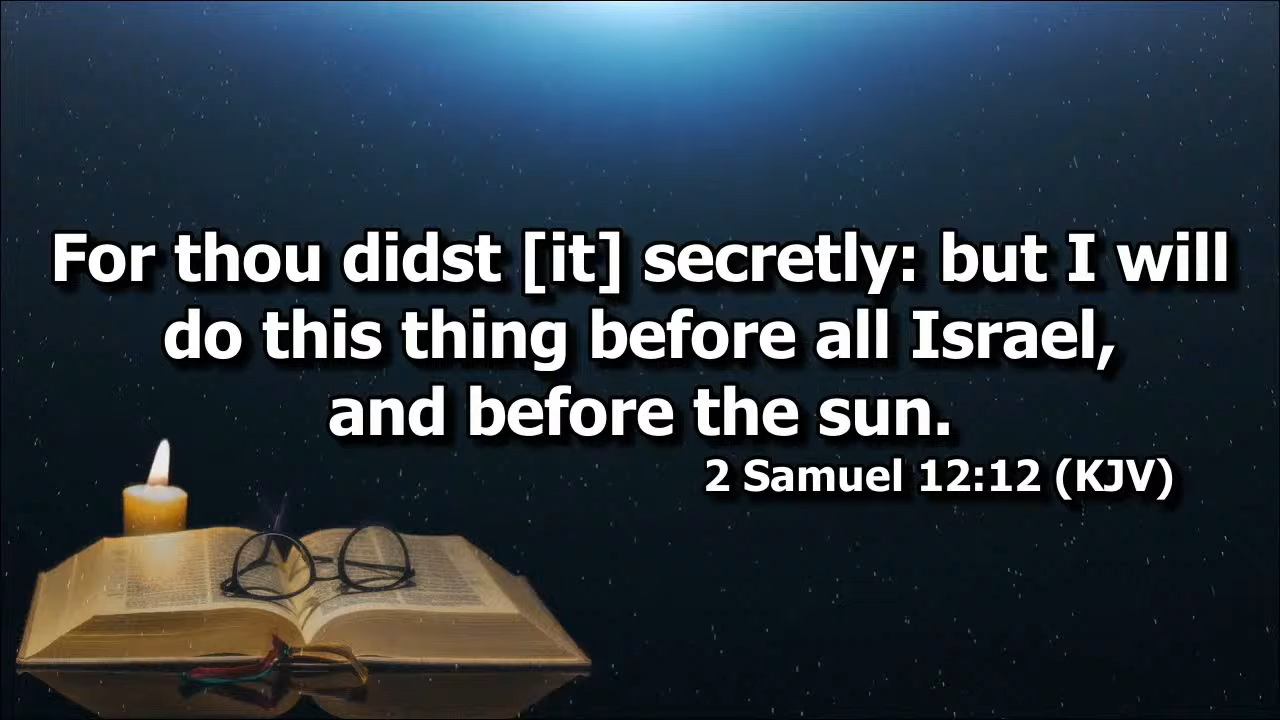 For thou didst [it] secretly: but I will
do this thing before all Israel,
and before the sun.
2 Samuel 12:12 (KJV)